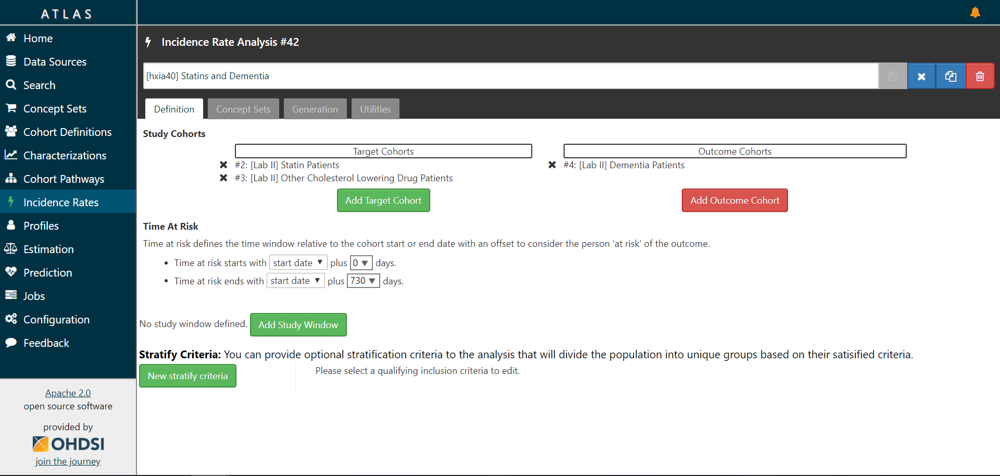 ATLAS
Home
Data Sources
Search
Concept Sets
Cohort Definitions
Characterizations
Cohort Pathways
Incidence Rates
Profiles
Estimation
Prediction
Jobs
Configuration
Feedback
Apache 2.0
open source software
provided by
OHDSI
join the journey
Incidence Rate Analysis #42
[hxia40] Statins and Dementia
Definition Concept Sets Generation Utilities
Study Cohorts
Target Cohorts Outcome Cohorts
#2: [Lab II] Statin Patients #4: [Lab II] Dementia Patients
#3: [Lab II] Other Cholesterol Lowering Drug Patients
Add Target Cohort Add Outcome Cohort
Time At Risk
Time at risk defines the time window relative to the cohort start or end date with an offset to consider the person 'at risk' of the outcome.
• Time at risk starts with start date ▼ plus 0 ▼ days.
• Time at risk ends with start date ▼ plus 730 ▼ days.
No study window defined. Add Study Window
Stratify Criteria: You can provide optional stratification criteria to the analysis that will divide the population into unique groups based on their satisified criteria.
New stratify criteria Please select a qualifying inclusion criteria to edit.